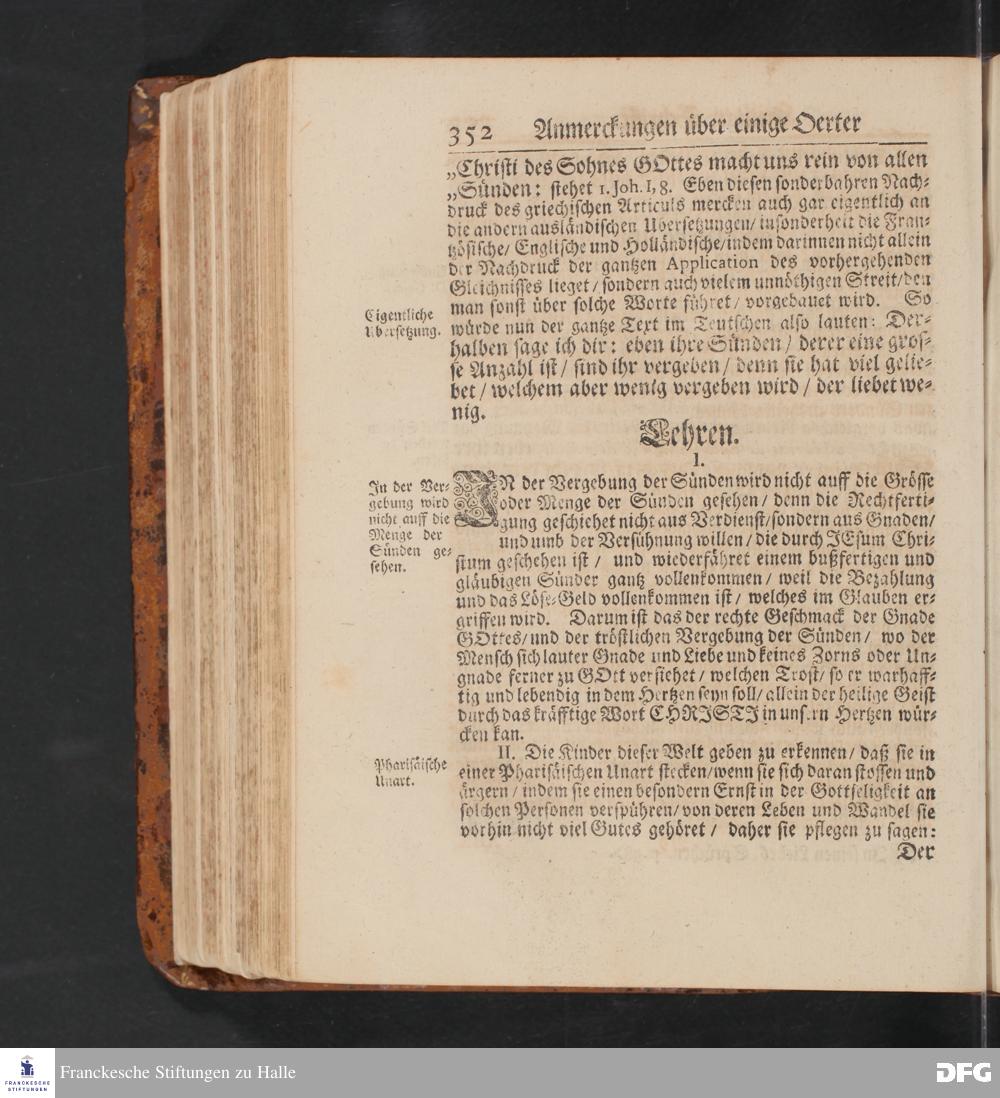 352 Anmerckungen über einige Oerter
„Christi des Sohnes GOttes macht uns rein von allen
„Sünden: stehet 1. Joh. I, 8. Eben diesen sonderbahren Nach-
druck des griechischen Articuls mercken auch gar eigentlich an
die andern ausländischen Ubersetzungen/ insonderheit die Fran-
tzösische/ Englische und Holländische/ indem darinnen nicht allein
der Nachdruck der gantzen Application des vorhergehenden
Gleichnisses lieget/ sondern auch vielem unnöthigen Streit/ den
man sonst über solche Worte führet/ vorgebauet wird. So
Eigentliche
Ubersetzung.
würde nun der gantze Text im Teutschen also lauten: Der-
halben sage ich dir: eben ihre Sünden/ derer eine gros-
se Anzahl ist/ sind ihr vergeben/ denn sie hat viel gelie-
bet/ welchem aber wenig vergeben wird/ der liebet we-
nig.
Lehren.
I.
In der Ver-
gebung wird
nicht auff die
Menge der
Sünden ge-
sehen.
IN der Vergebung der Sünden wird nicht auff die Grösse
oder Menge der Sünden gesehen/ denn die Rechtferti-
gung geschiehet nicht aus Verdienst/ sondern aus Gnaden/
und umb der Versühnung willen/ die durch JEsum Chri-
stum geschehen ist/ und wiederfähret einem bußfertigen und
gläubigen Sünder gantz vollenkommen/ weil die Bezahlung
und das Löse-Geld vollenkommen ist/ welches im Glauben er-
griffen wird. Darum ist das der rechte Geschmack der Gnade
GOttes/ und der tröstlichen Vergebung der Sünden/ wo der
Mensch sich lauter Gnade und Liebe und keines Zorns oder Un-
gnade ferner zu GOtt versiehet/ welchen Trost/ so er warhaff-
tig und lebendig in dem Hertzen seyn soll/ allein der heilige Geist
durch das kräfftige Wort CHRISTI in unsern Hertzen wür-
cken kan.
Pharisäische
Unart.
II. Die Kinder dieser Welt geben zu erkennen/ daß sie in
einer Pharisäischen Unart stecken/ wenn sie sich daran stossen und
ärgern/ indem sie einen besondern Ernst in der Gottseligkeit an
solchen Personen verspühren/ von deren Leben und Wandel sie
vorhin nicht viel Gutes gehöret/ daher sie pflegen zu sagen:
Der
FRANCKESCHE
STIFTUNGEN
Franckesche Stiftungen zu Halle
DFG